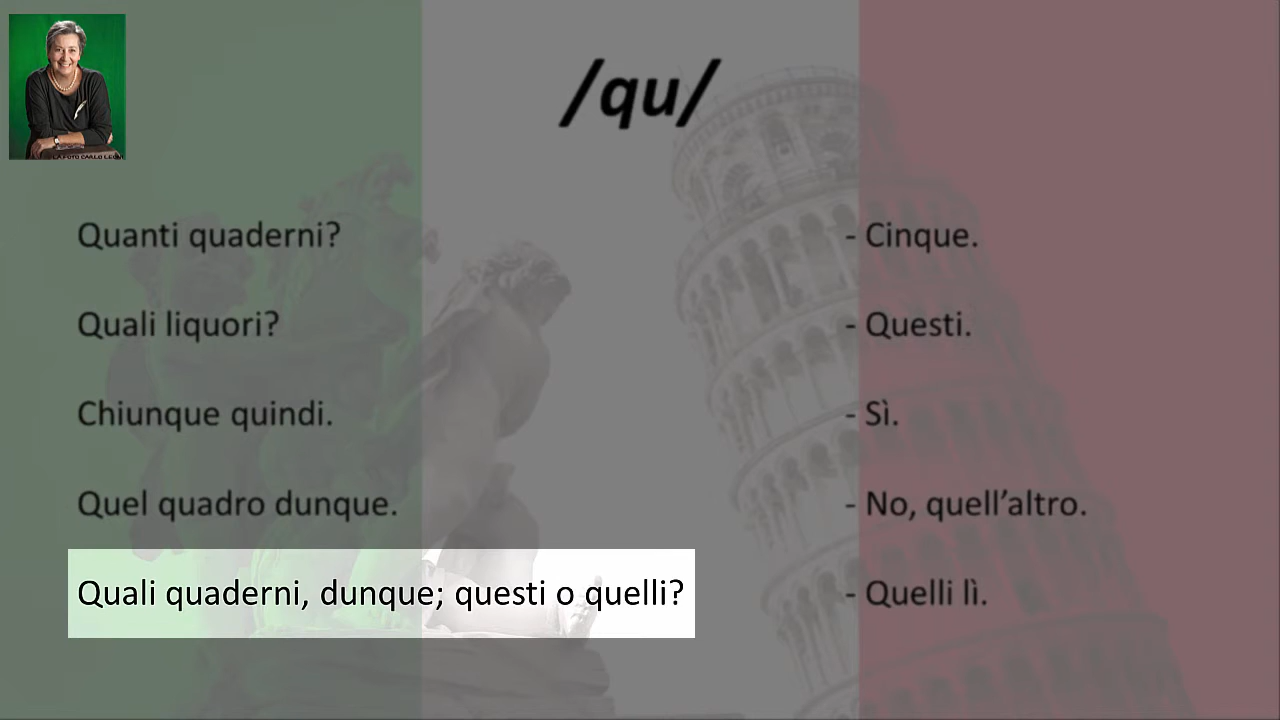 /qu/
Quanti quaderni? - Cinque.
Quali liquori? - Questi.
Chiunque quindi. - Sì.
Quel quadro dunque. - No, quell’altro.
Quali quaderni, dunque; questi o quelli? - Quelli lì.